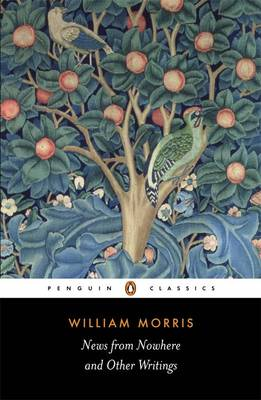 PENGUIN CLASSICS
WILLIAM MORRIS
News from Nowhere
and Other Writings